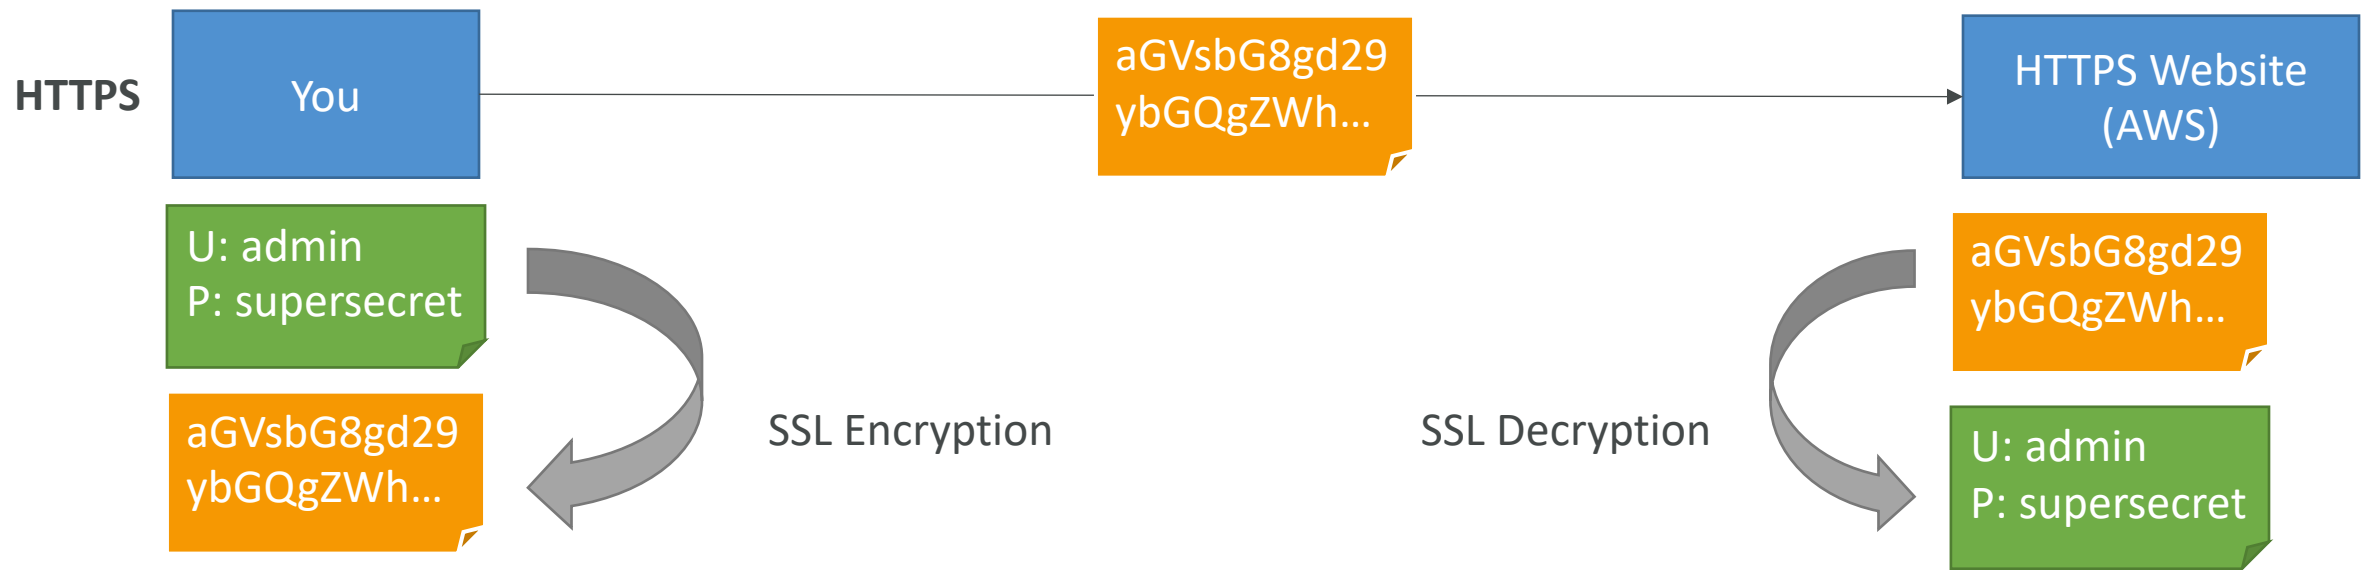 HTTPS
You
aGVsbG8gd29
ybGQgZWh...
HTTPS Website
(AWS)
U: admin
P: supersecret
aGVsbG8gd29
ybGQgZWh...
SSL Encryption
SSL Decryption
aGVsbG8gd29
ybGQgZWh...
U: admin
P: supersecret